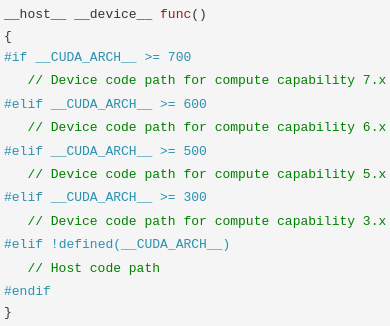 __host__ __device__ func()
{
#if __CUDA_ARCH__ >= 700
   // Device code path for compute capability 7.x
#elif __CUDA_ARCH__ >= 600
   // Device code path for compute capability 6.x
#elif __CUDA_ARCH__ >= 500
   // Device code path for compute capability 5.x
#elif __CUDA_ARCH__ >= 300
   // Device code path for compute capability 3.x
#elif !defined(__CUDA_ARCH__)
   // Host code path
#endif
}